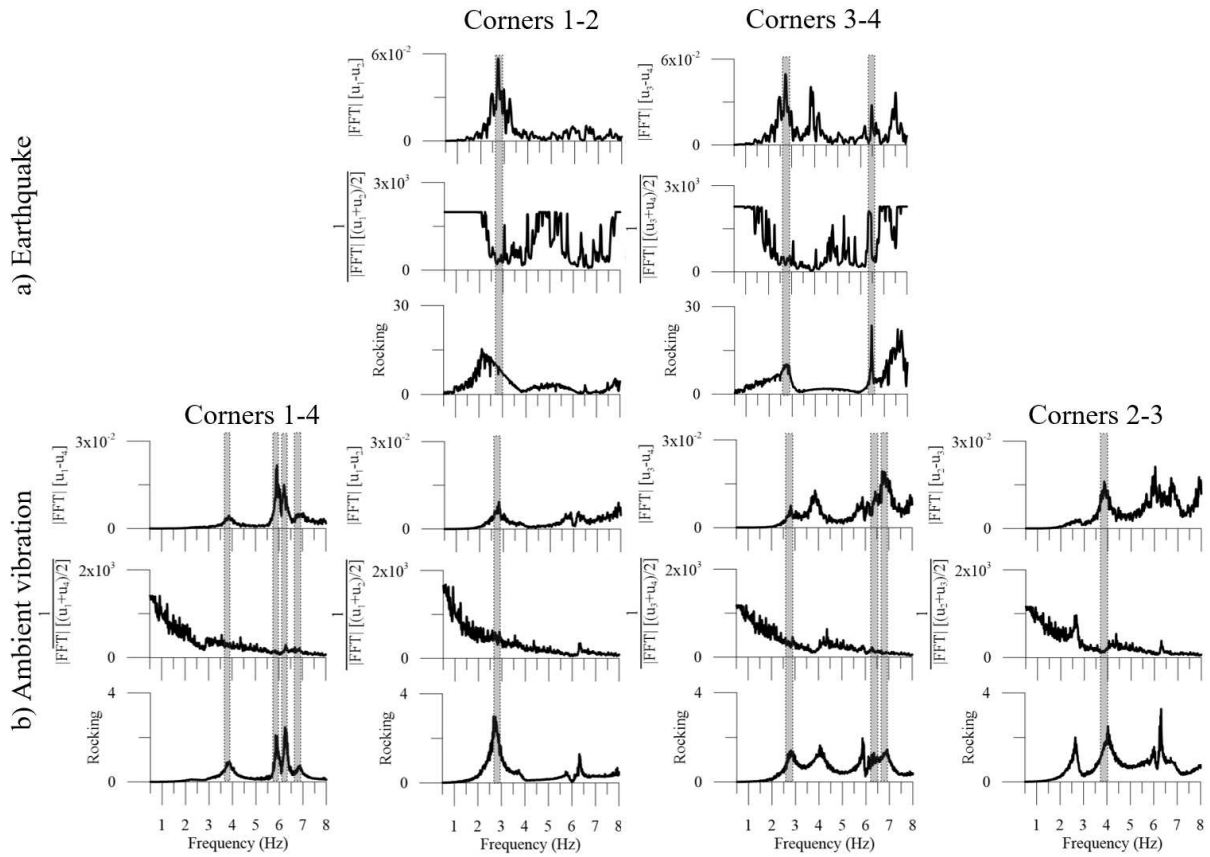 Corners 1-2
Corners 3-4
a) Earthquake
6x10⁻²
|FFT| [u₁-u₂]
0
6x10⁻²
|FFT| [u₃-u₄]
0
3x10³
1
|FFT| [(u₁+u₂)/2]
0
3x10³
1
|FFT| [(u₃+u₄)/2]
0
30
Rocking
0
30
Rocking
0
Corners 1-4
Corners 2-3
b) Ambient vibration
3x10⁻²
|FFT| [u₁-u₄]
0
3x10⁻²
|FFT| [u₁-u₂]
0
3x10⁻²
|FFT| [u₃-u₄]
0
3x10⁻²
|FFT| [u₂-u₃]
0
2x10³
1
|FFT| [(u₁+u₄)/2]
0
2x10³
1
|FFT| [(u₁+u₂)/2]
0
2x10³
1
|FFT| [(u₃+u₄)/2]
0
2x10³
1
|FFT| [(u₂+u₃)/2]
0
4
Rocking
0
4
Rocking
0
4
Rocking
0
4
Rocking
0
1 2 3 4 5 6 7 8
Frequency (Hz)
1 2 3 4 5 6 7 8
Frequency (Hz)
1 2 3 4 5 6 7 8
Frequency (Hz)
1 2 3 4 5 6 7 8
Frequency (Hz)